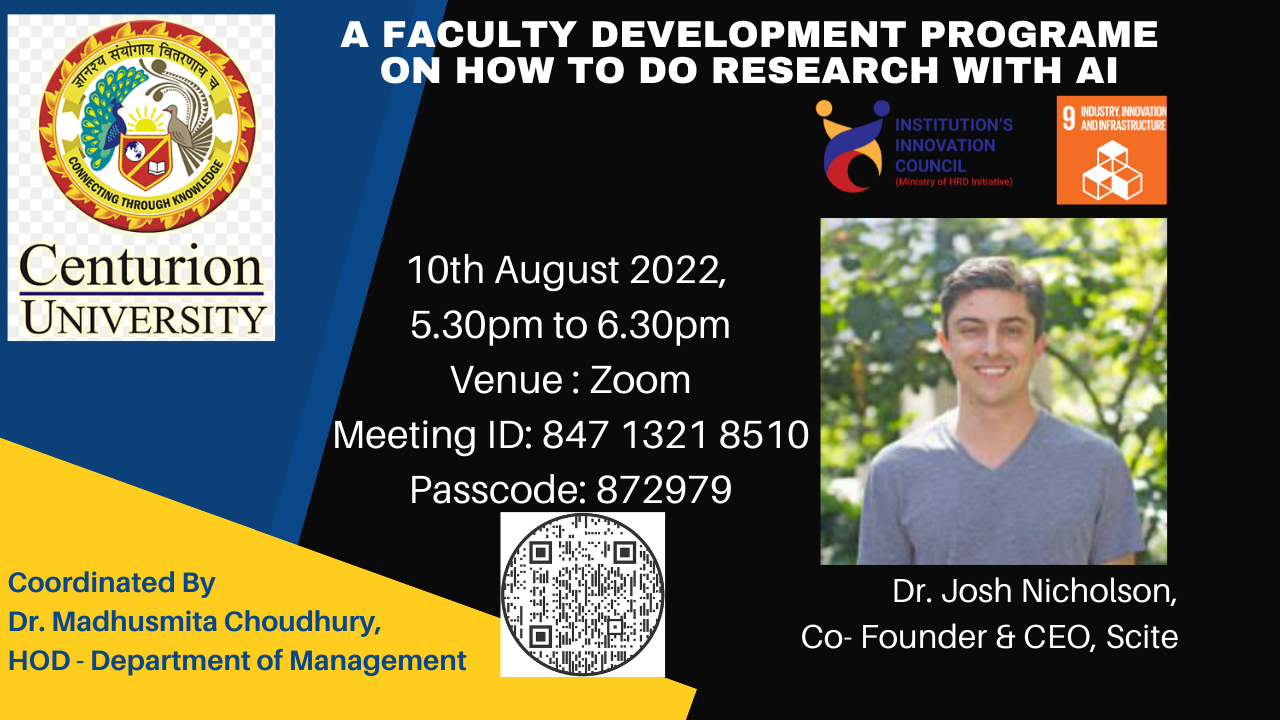 A FACULTY DEVELOPMENT PROGRAME
ON HOW TO DO RESEARCH WITH AI
ज्ञानश्य संयोगाय वितरणाय च
CONNECTING THROUGH KNOWLEDGE
Centurion
UNIVERSITY
INSTITUTION'S
INNOVATION
COUNCIL
(Ministry of HRD Initiative)
9 INDUSTRY, INNOVATION
AND INFRASTRUCTURE
10th August 2022,
5.30pm to 6.30pm
Venue : Zoom
Meeting ID: 847 1321 8510
Passcode: 872979
Coordinated By
Dr. Madhusmita Choudhury,
HOD - Department of Management
Dr. Josh Nicholson,
Co- Founder & CEO, Scite